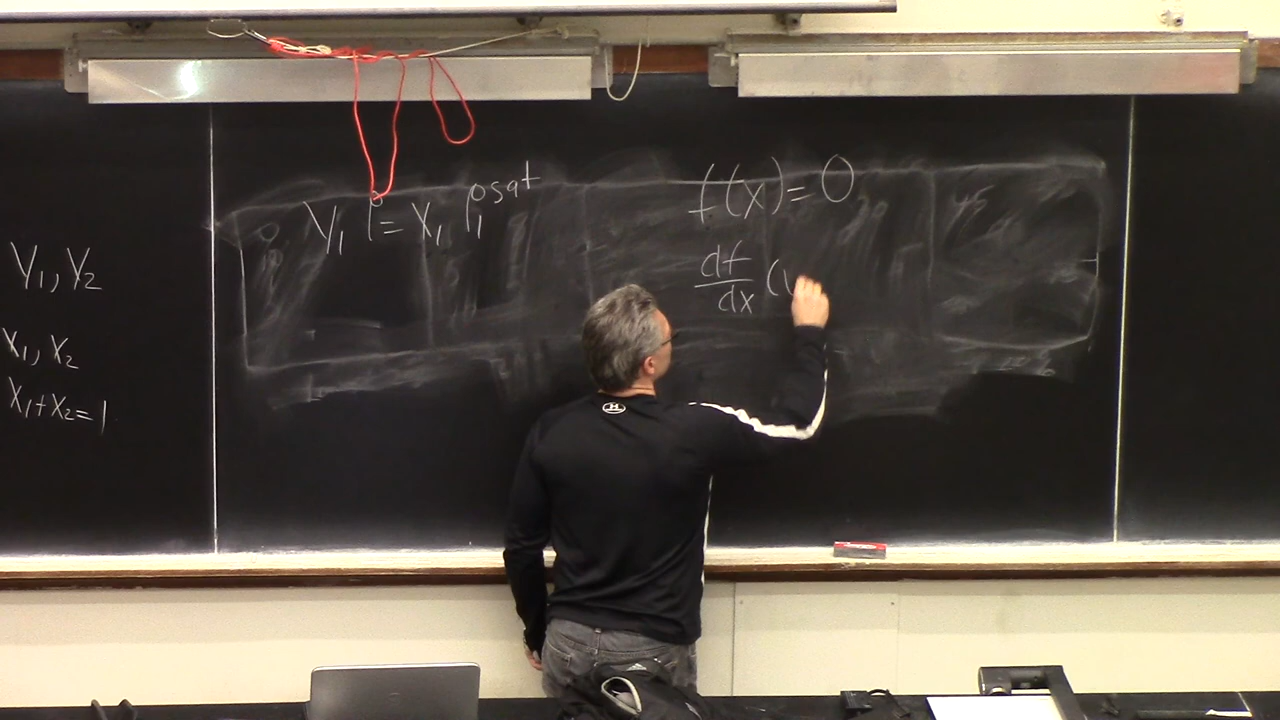 y₁, y₂
x₁, x₂
x₁+x₂=1
y₁ P = x₁ P₁ˢᵃᵗ
f(x)=0
df/dx (